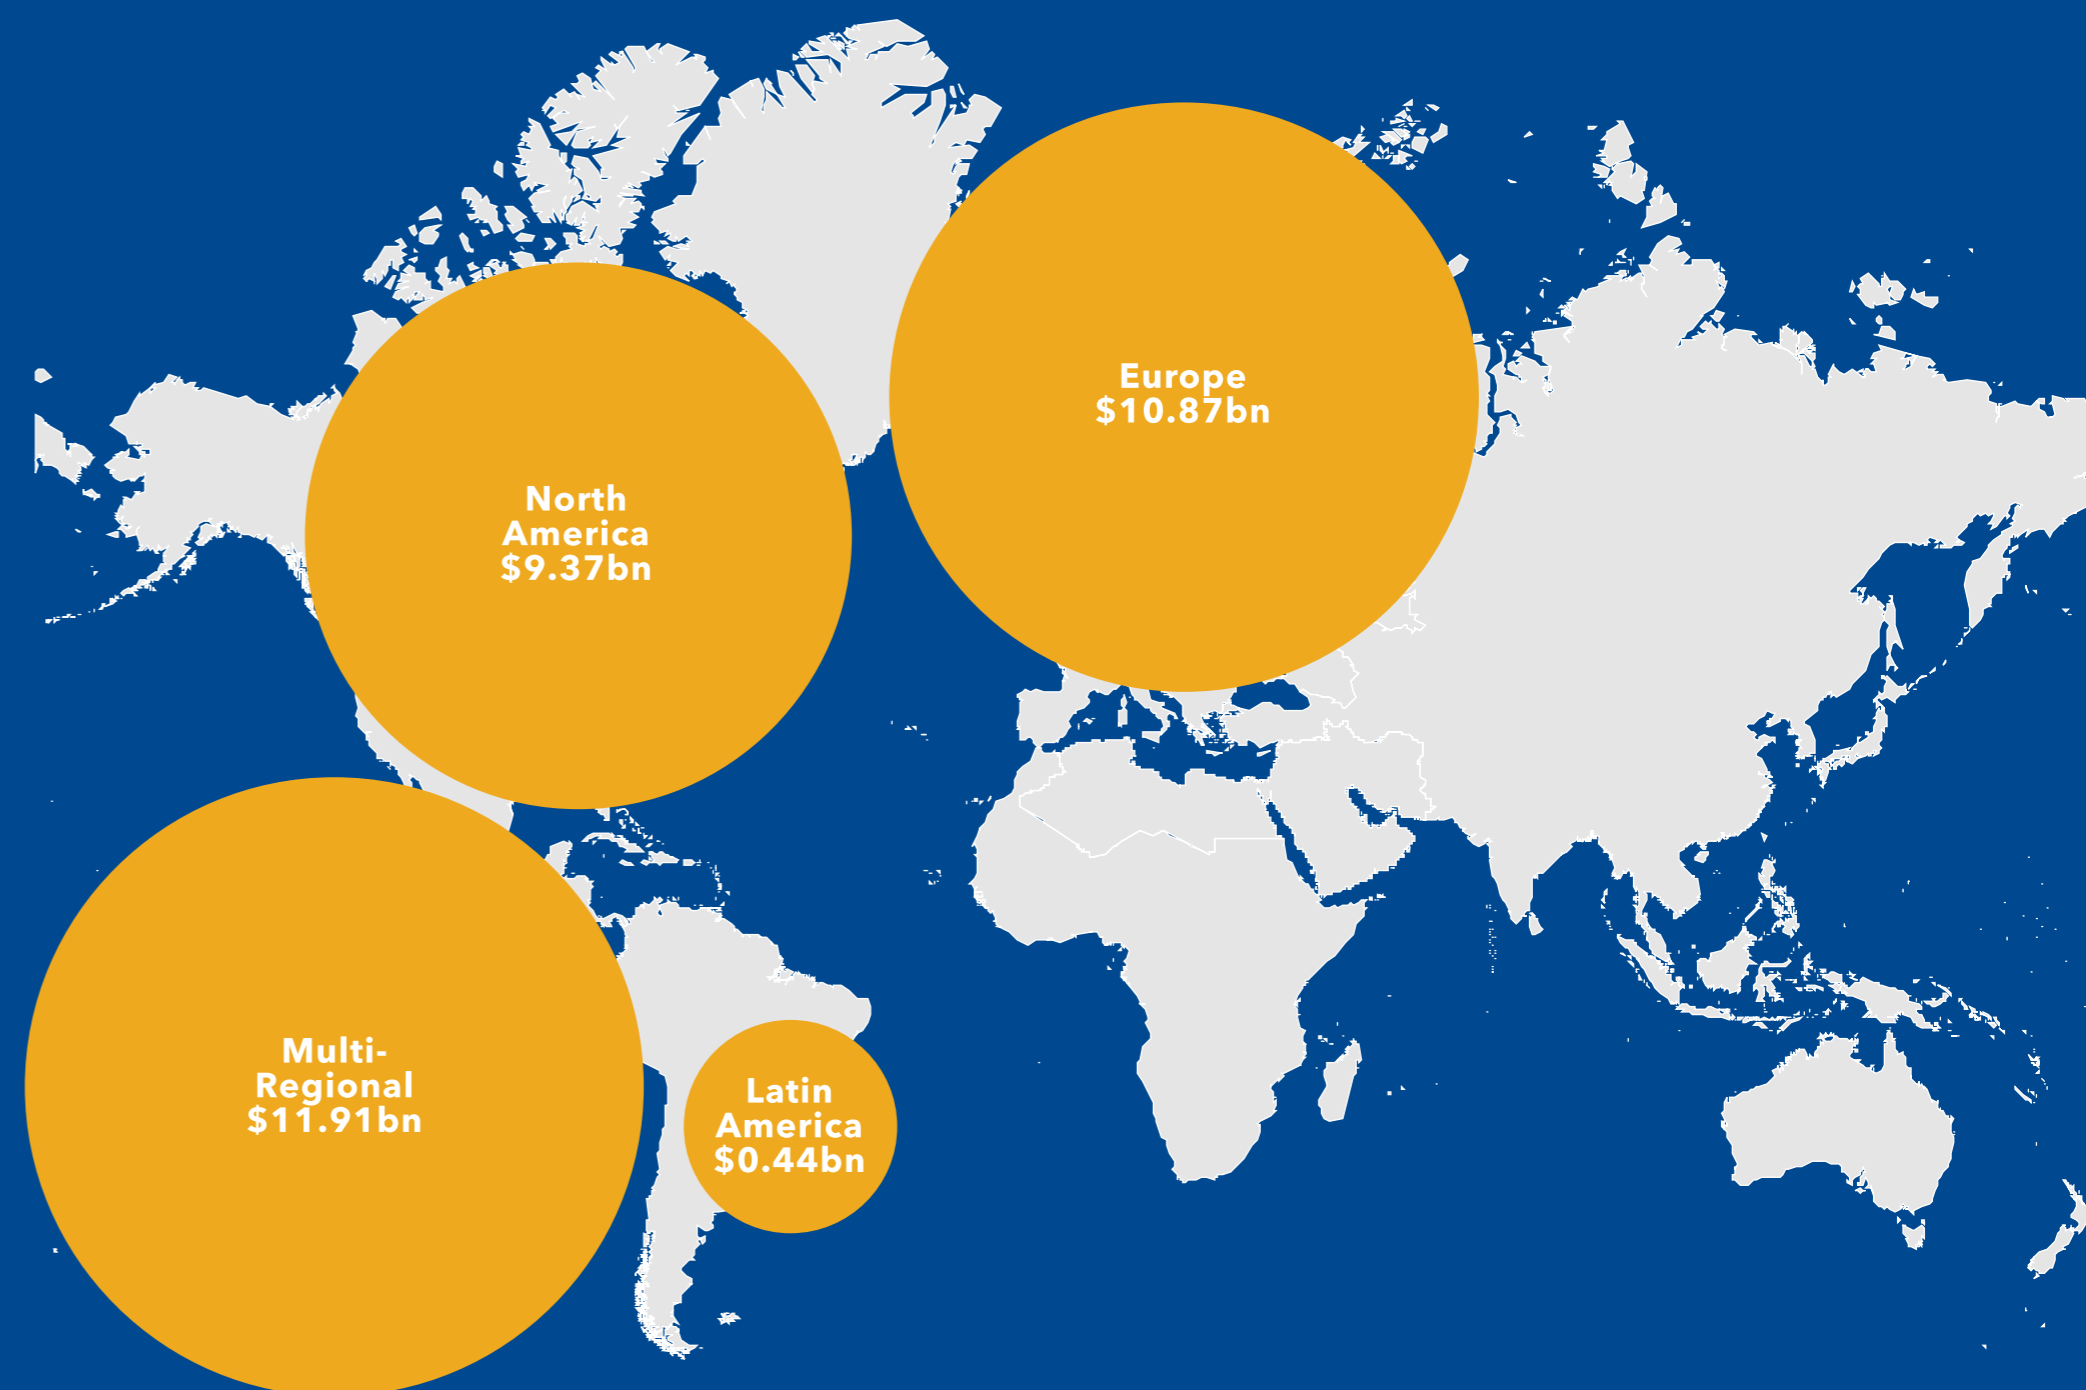 Europe
$10.87bn
North
America
$9.37bn
Multi-
Regional
$11.91bn
Latin
America
$0.44bn